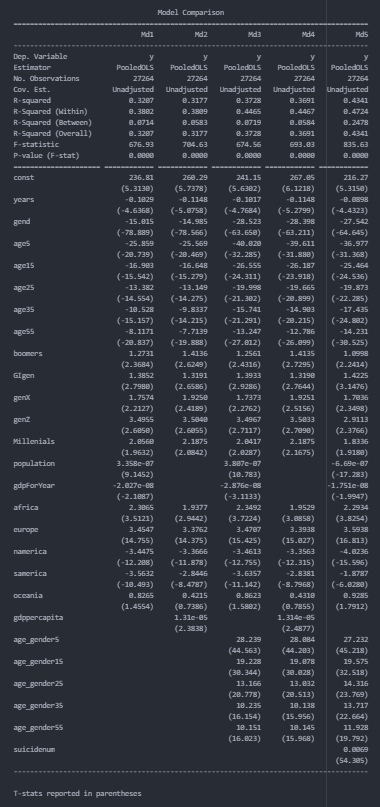 Model Comparison
Md1 Md2 Md3 Md4 Md5
Dep. Variable y y y y y
Estimator PooledOLS PooledOLS PooledOLS PooledOLS PooledOLS
No. Observations 27264 27264 27264 27264 27264
Cov. Est. Unadjusted Unadjusted Unadjusted Unadjusted Unadjusted
R-squared 0.3207 0.3177 0.3728 0.3691 0.4341
R-Squared (Within) 0.3802 0.3809 0.4465 0.4467 0.4724
R-Squared (Between) 0.0714 0.0583 0.0719 0.0584 0.2478
R-Squared (Overall) 0.3207 0.3177 0.3728 0.3691 0.4341
F-statistic 676.93 704.63 674.56 693.03 835.63
P-value (F-stat) 0.0000 0.0000 0.0000 0.0000 0.0000
const 236.81 260.29 241.15 267.05 216.27
(5.3130) (5.7378) (5.6302) (6.1218) (5.3150)
years -0.1029 -0.1148 -0.1017 -0.1148 -0.0898
(-4.6368) (-5.0758) (-4.7684) (-5.2799) (-4.4323)
gend -15.015 -14.985 -28.523 -28.398 -27.542
(-78.889) (-78.566) (-63.650) (-63.211) (-64.645)
age5 -25.859 -25.569 -40.020 -39.611 -36.977
(-20.739) (-20.469) (-32.285) (-31.880) (-31.368)
age15 -16.903 -16.648 -26.555 -26.187 -25.464
(-15.542) (-15.279) (-24.311) (-23.918) (-24.536)
age25 -13.382 -13.149 -19.998 -19.665 -19.873
(-14.554) (-14.275) (-21.302) (-20.899) (-22.285)
age35 -10.528 -9.8337 -15.741 -14.903 -17.435
(-15.157) (-14.215) (-21.291) (-20.215) (-24.802)
age55 -8.1171 -7.7139 -13.247 -12.786 -14.231
(-20.837) (-19.888) (-27.012) (-26.099) (-30.525)
boomers 1.2731 1.4136 1.2561 1.4135 1.0998
(2.3684) (2.6249) (2.4316) (2.7295) (2.2414)
GIgen 1.3852 1.3191 1.3933 1.3190 1.4225
(2.7980) (2.6586) (2.9286) (2.7644) (3.1476)
genX 1.7574 1.9250 1.7373 1.9251 1.7036
(2.2127) (2.4189) (2.2762) (2.5156) (2.3498)
genZ 3.4955 3.5040 3.4967 3.5033 2.9113
(2.6050) (2.6055) (2.7117) (2.7090) (2.3766)
Millenials 2.0560 2.1875 2.0417 2.1875 1.8336
(1.9632) (2.0842) (2.0287) (2.1675) (1.9180)
population 3.358e-07 3.807e-07 -6.69e-07
(9.1452) (10.783) (-17.283)
gdpForYear -2.027e-08 -2.876e-08 -1.751e-08
(-2.1087) (-3.1133) (-1.9947)
africa 2.3065 1.9377 2.3492 1.9529 2.2934
(3.5121) (2.9442) (3.7224) (3.0858) (3.8254)
europe 3.4547 3.3762 3.4707 3.3938 3.5938
(14.755) (14.375) (15.425) (15.027) (16.813)
namerica -3.4475 -3.3666 -3.4613 -3.3563 -4.0236
(-12.208) (-11.878) (-12.755) (-12.315) (-15.596)
samerica -3.5632 -2.8446 -3.6357 -2.8381 -1.8787
(-10.493) (-8.4787) (-11.142) (-8.7968) (-6.0280)
oceania 0.8265 0.4215 0.8623 0.4310 0.9285
(1.4554) (0.7386) (1.5802) (0.7855) (1.7912)
gdppercapita 1.31e-05 1.314e-05
(2.3838) (2.4877)
age_gender5 28.239 28.084 27.232
(44.563) (44.203) (45.218)
age_gender15 19.228 19.078 19.575
(30.344) (30.028) (32.518)
age_gender25 13.166 13.032 14.316
(20.778) (20.513) (23.769)
age_gender35 10.235 10.138 13.717
(16.154) (15.956) (22.664)
age_gender55 10.151 10.145 11.928
(16.023) (15.968) (19.792)
suicidenum 0.0069
(54.305)
T-stats reported in parentheses